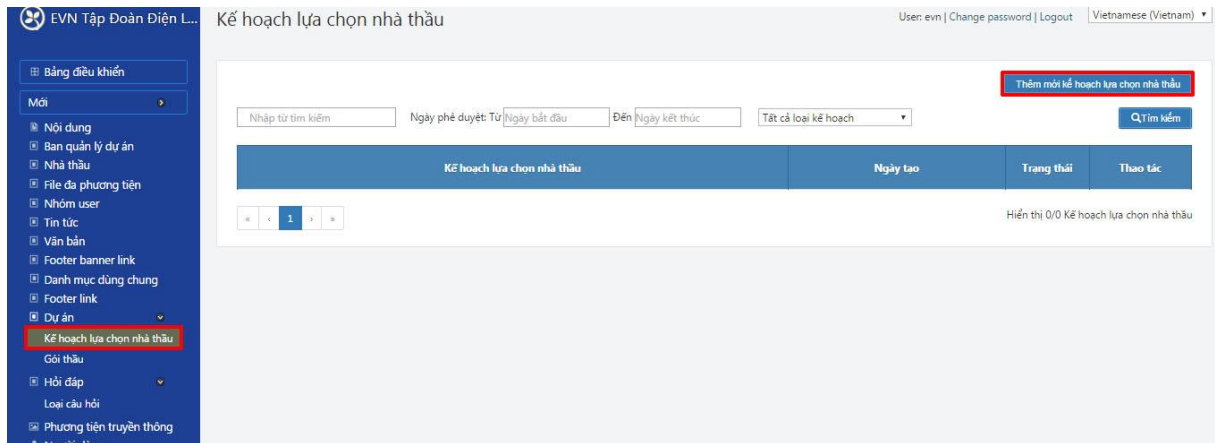 EVN Tập Đoàn Điện L...
Kế hoạch lựa chọn nhà thầu
User: evn | Change password | Logout
Vietnamese (Vietnam)
Bảng điều khiển
Mới
Nội dung
Ban quản lý dự án
Nhà thầu
File đa phương tiện
Nhóm user
Tin tức
Văn bản
Footer banner link
Danh mục dùng chung
Footer link
Dự án
Kế hoạch lựa chọn nhà thầu
Gói thầu
Hỏi đáp
Loại câu hỏi
Phương tiện truyền thông
Thêm mới kế hoạch lựa chọn nhà thầu
Nhập từ tìm kiếm Ngày phê duyệt: Từ Ngày bắt đầu Đến Ngày kết thúc Tất cả loại kế hoạch Tìm kiếm
Kế hoạch lựa chọn nhà thầu Ngày tạo Trạng thái Thao tác
« ‹ 1 › »
Hiển thị 0/0 Kế hoạch lựa chọn nhà thầu